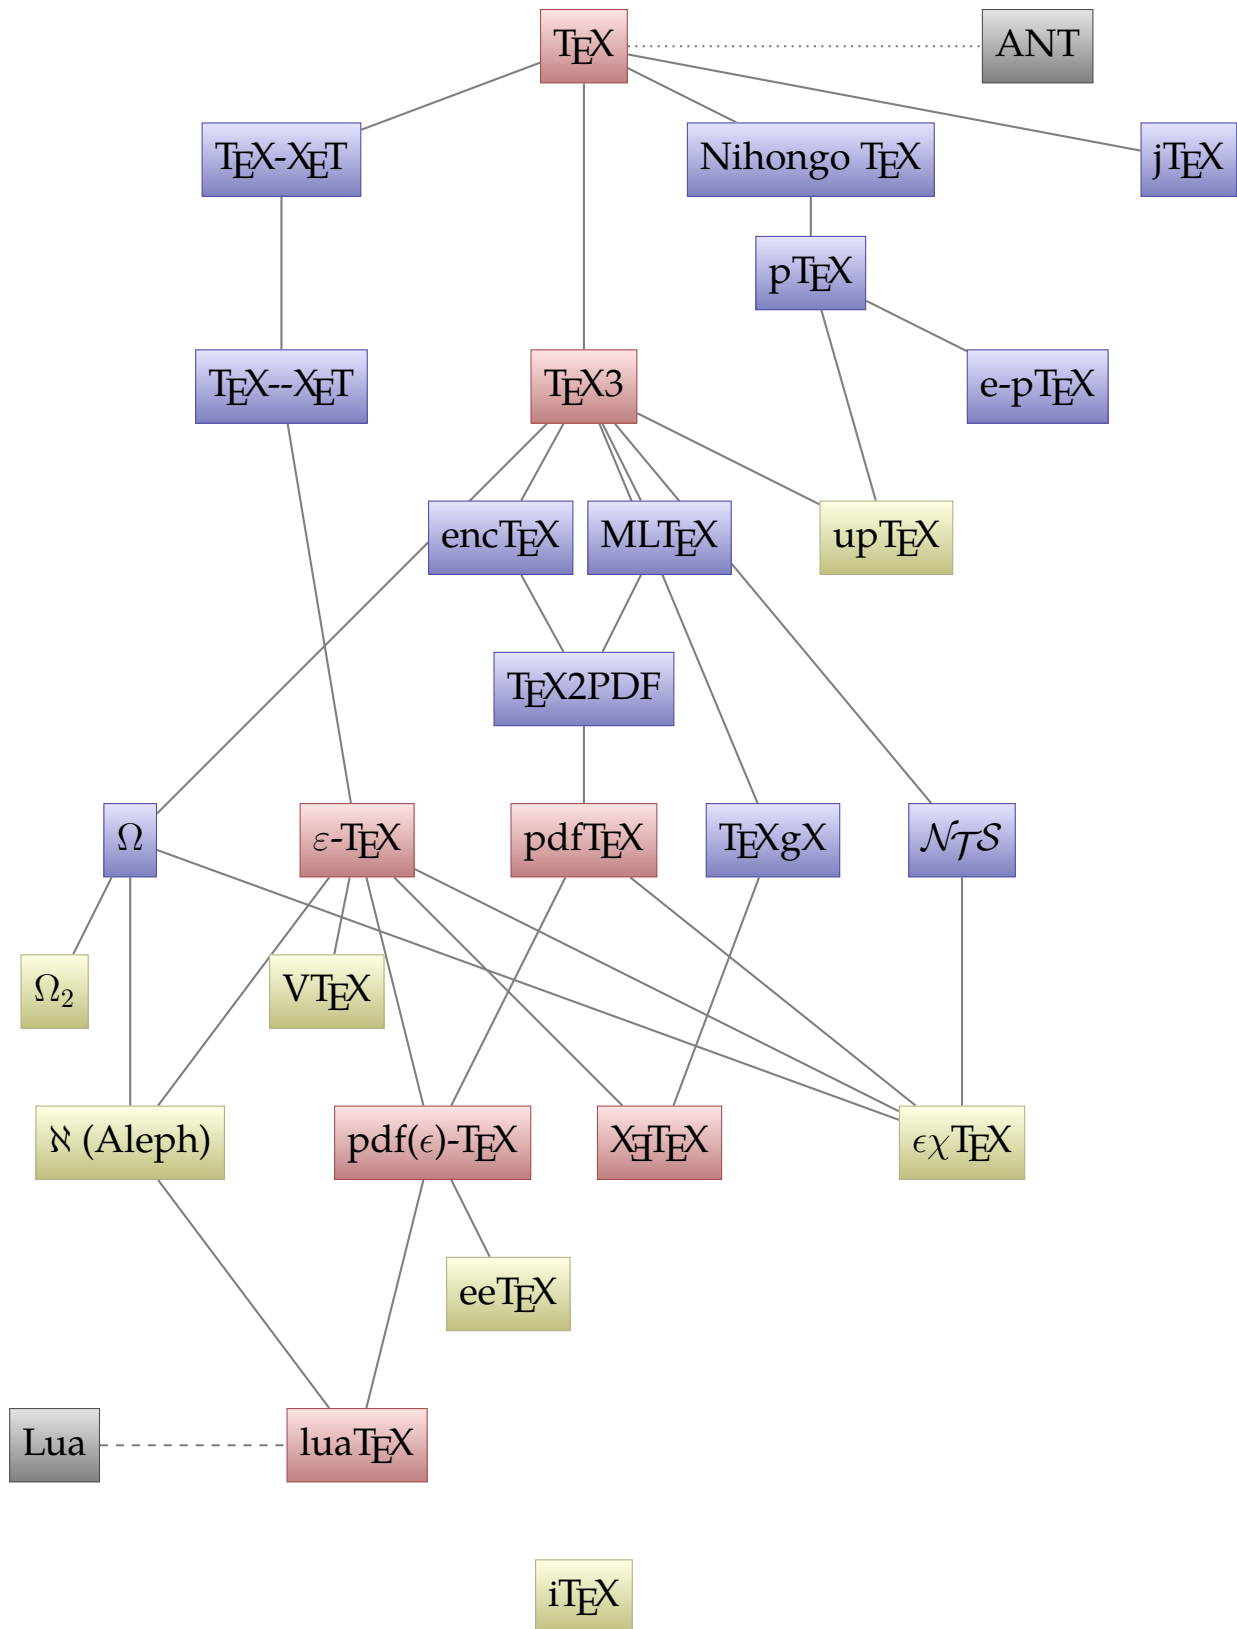 TEX
ANT
TEX-XET
Nihongo TEX
jTEX
pTEX
TEX--XET
TEX3
e-pTEX
encTEX
MLTEX
upTEX
TEX2PDF
Ω
ε-TEX
pdfTEX
TEXgX
NTS
Ω₂
VTEX
ℵ (Aleph)
pdf(ϵ)-TEX
XƎTEX
ϵχTEX
eeTEX
Lua
luaTEX
iTEX